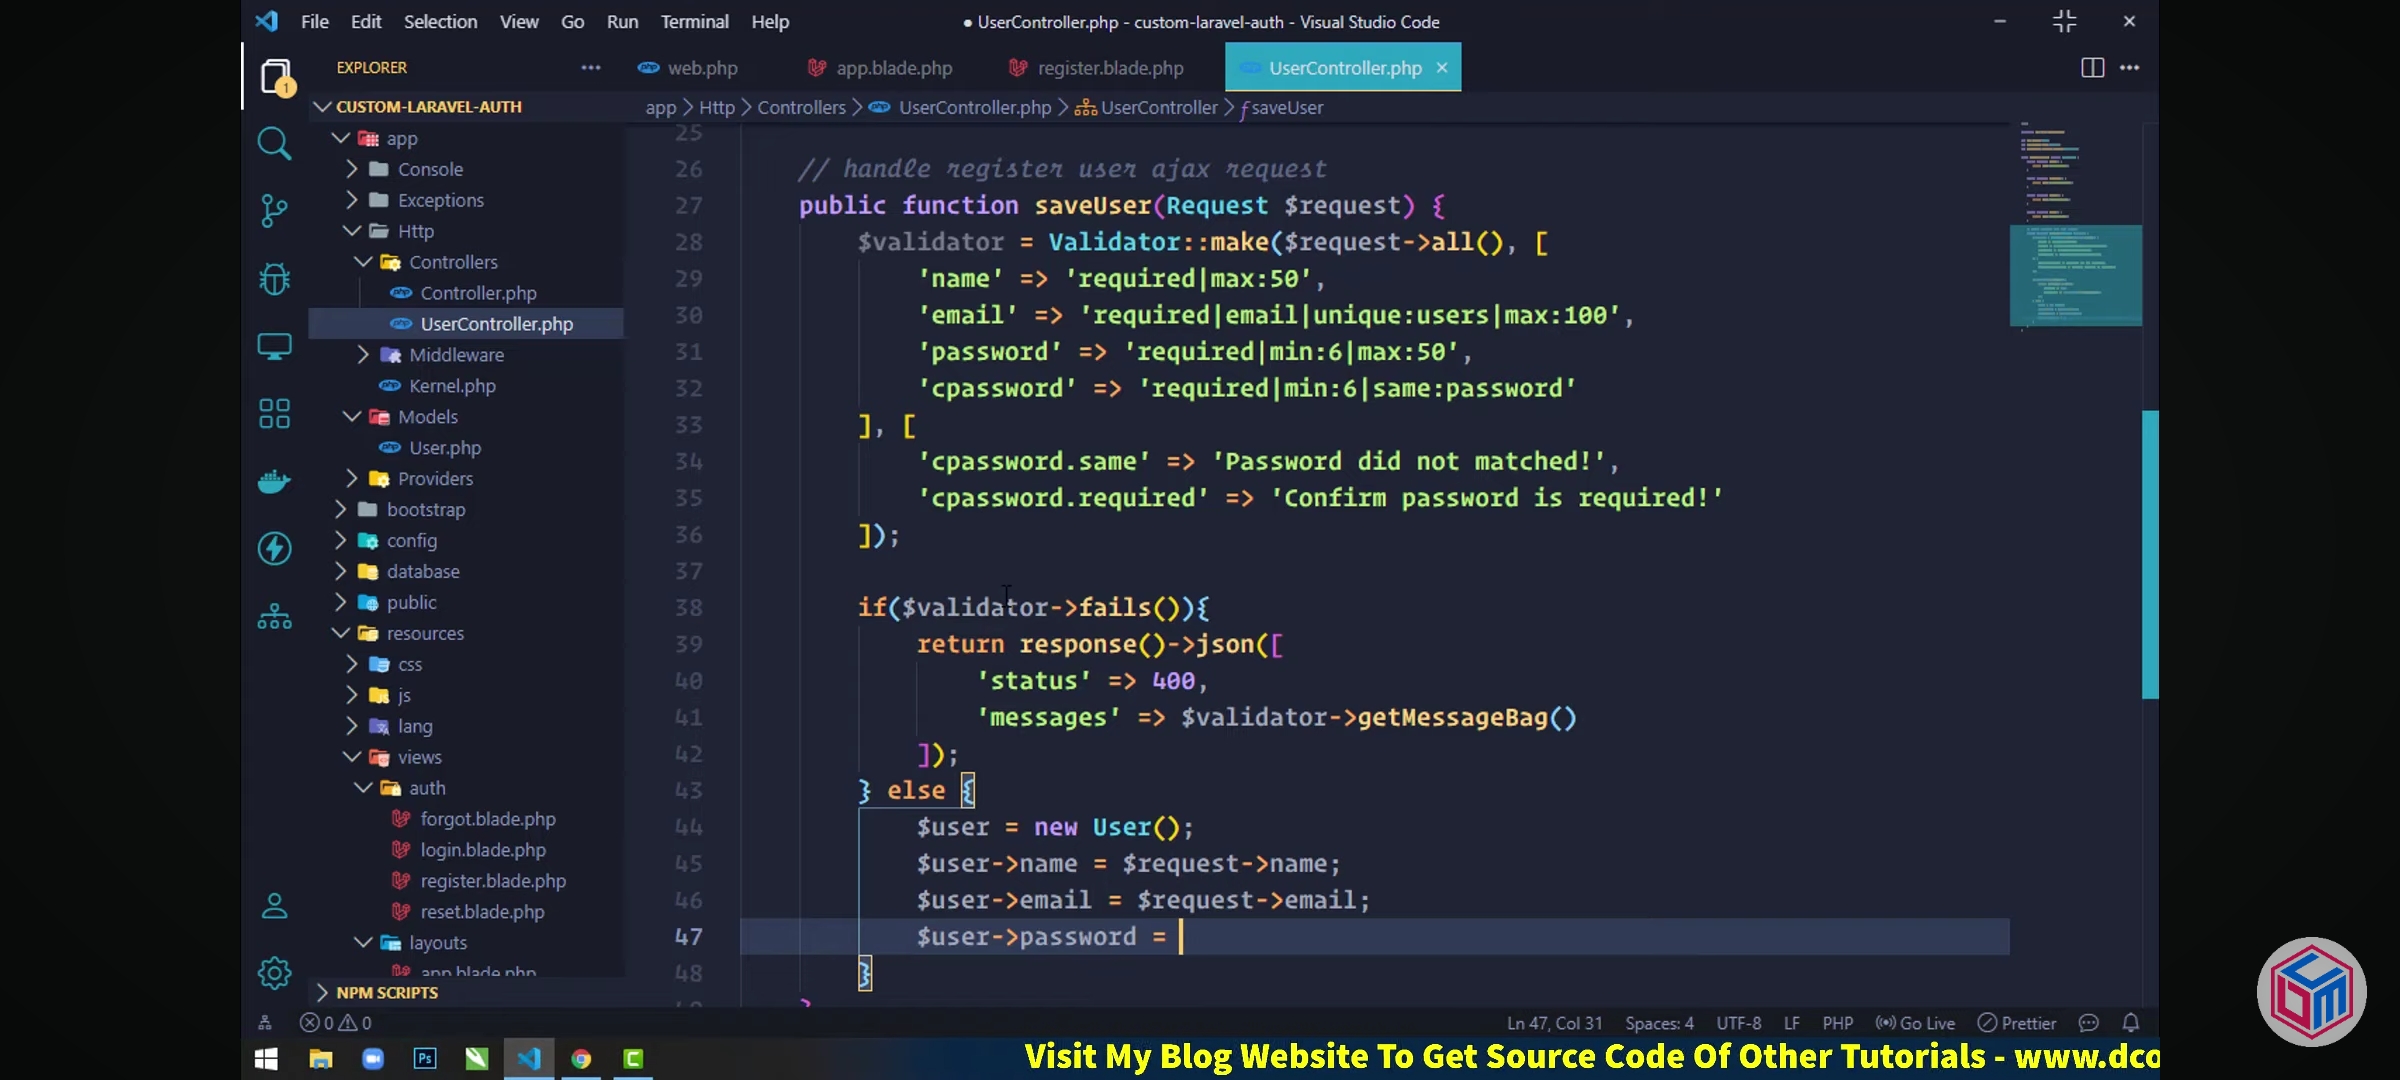 File Edit Selection View Go Run Terminal Help
● UserController.php - custom-laravel-auth - Visual Studio Code
EXPLORER
web.php
app.blade.php
register.blade.php
UserController.php
CUSTOM-LARAVEL-AUTH
app > Http > Controllers > UserController.php > UserController > saveUser
1
app
Console
Exceptions
Http
Controllers
Controller.php
UserController.php
Middleware
Kernel.php
Models
User.php
Providers
bootstrap
config
database
public
resources
css
js
lang
views
auth
forgot.blade.php
login.blade.php
register.blade.php
reset.blade.php
layouts
app.blade.php
NPM SCRIPTS
25
26 // handle register user ajax request
27 public function saveUser(Request $request) {
28 $validator = Validator::make($request->all(), [
29 'name' => 'required|max:50',
30 'email' => 'required|email|unique:users|max:100',
31 'password' => 'required|min:6|max:50',
32 'cpassword' => 'required|min:6|same:password'
33 ], [
34 'cpassword.same' => 'Password did not matched!',
35 'cpassword.required' => 'Confirm password is required!'
36 ]);
37
38 if($validator->fails()){
39 return response()->json([
40 'status' => 400,
41 'messages' => $validator->getMessageBag()
42 ]);
43 } else {
44 $user = new User();
45 $user->name = $request->name;
46 $user->email = $request->email;
47 $user->password =
48 }
0 0
Ln 47, Col 31 Spaces: 4 UTF-8 LF PHP Go Live Prettier
Ps
Visit My Blog Website To Get Source Code Of Other Tutorials - www.dco